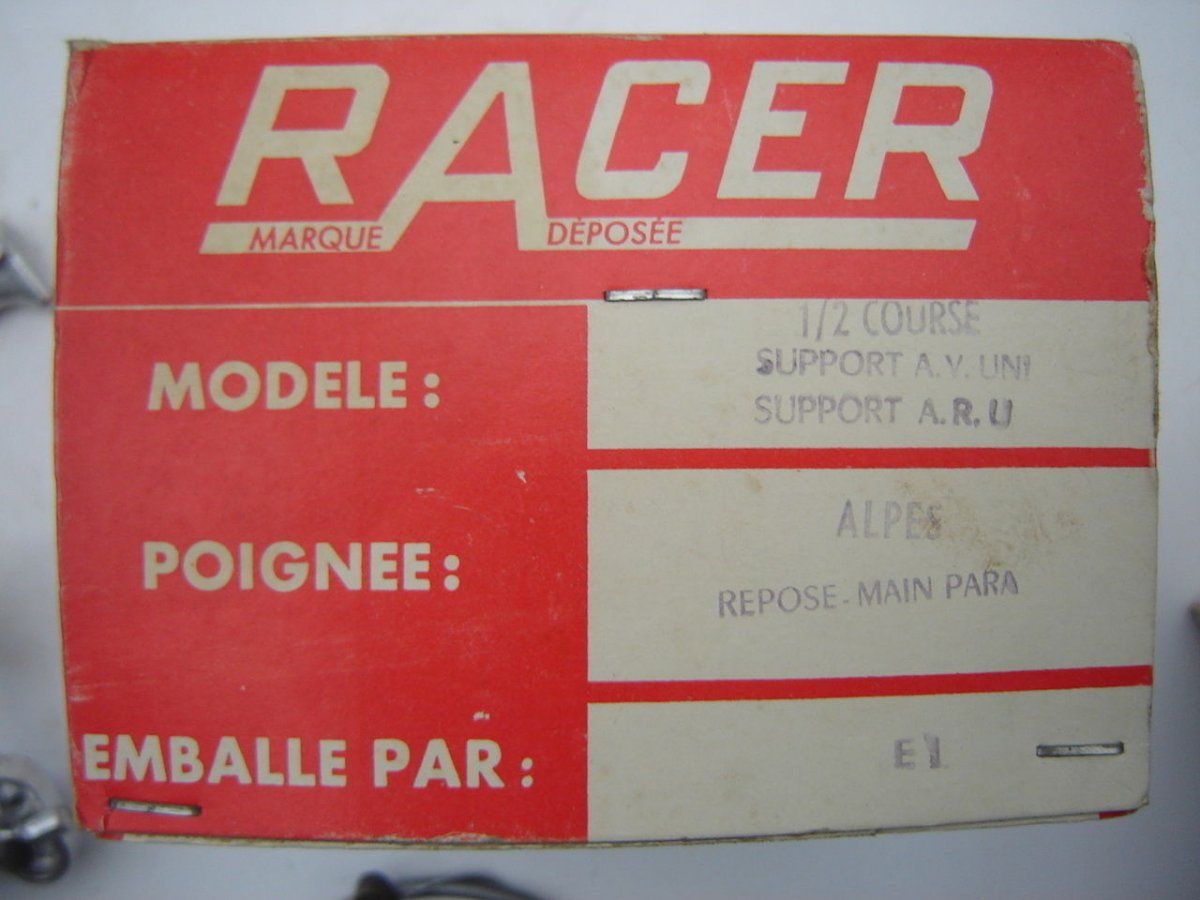 RACER
MARQUE DÉPOSÉE
MODELE :
1/2 COURSE
SUPPORT A.V. UNI
SUPPORT A.R. U
POIGNEE :
ALPES
REPOSE-MAIN PARA
EMBALLE PAR :
E1